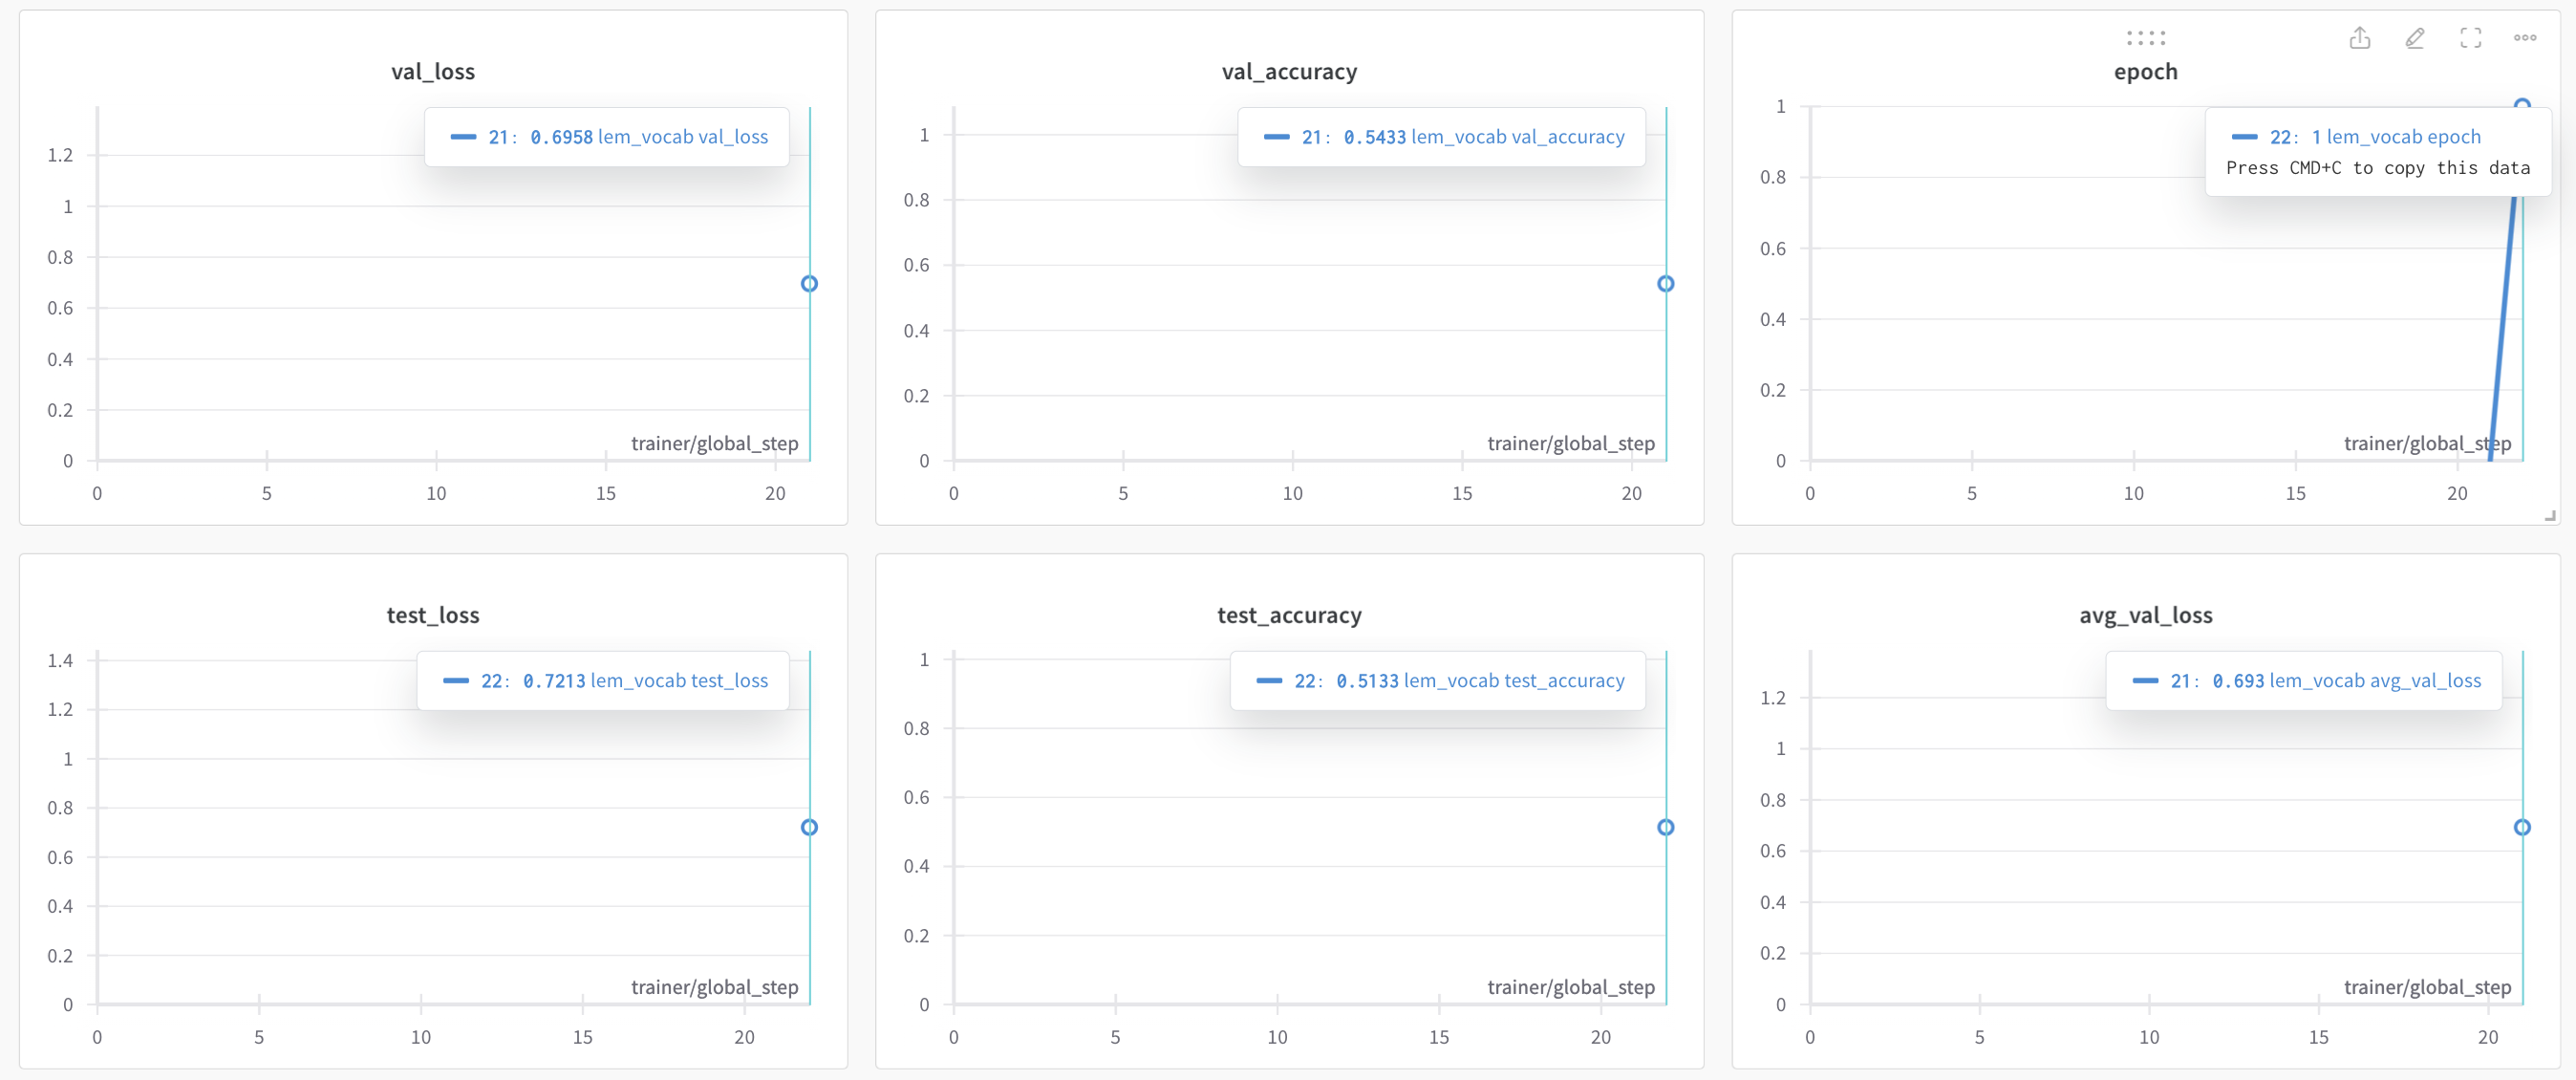 val_loss
21: 0.6958 lem_vocab val_loss
1.2
1
0.8
0.6
0.4
0.2
0
trainer/global_step
0 5 10 15 20
val_accuracy
21: 0.5433 lem_vocab val_accuracy
1
0.8
0.6
0.4
0.2
0
trainer/global_step
0 5 10 15 20
epoch
22: 1 lem_vocab epoch
Press CMD+C to copy this data
1
0.8
0.6
0.4
0.2
0
trainer/global_step
0 5 10 15 20
test_loss
22: 0.7213 lem_vocab test_loss
1.4
1.2
1
0.8
0.6
0.4
0.2
0
trainer/global_step
0 5 10 15 20
test_accuracy
22: 0.5133 lem_vocab test_accuracy
1
0.8
0.6
0.4
0.2
0
trainer/global_step
0 5 10 15 20
avg_val_loss
21: 0.693 lem_vocab avg_val_loss
1.2
1
0.8
0.6
0.4
0.2
0
trainer/global_step
0 5 10 15 20